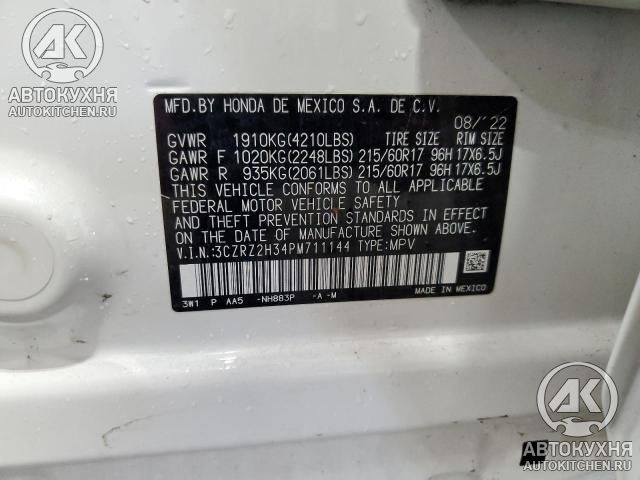 AK
АВТОКУХНЯ
AUTOKITCHEN.RU
MFD.BY HONDA DE MEXICO S.A. DE C.V.
08/'22
GVWR 1910KG(4210LBS) TIRE SIZE RIM SIZE
GAWR F 1020KG(2248LBS) 215/60R17 96H 17X6.5J
GAWR R 935KG(2061LBS) 215/60R17 96H 17X6.5J
THIS VEHICLE CONFORMS TO ALL APPLICABLE
FEDERAL MOTOR VEHICLE SAFETY
AND THEFT PREVENTION STANDARDS IN EFFECT
ON THE DATE OF MANUFACTURE SHOWN ABOVE.
V.I.N.:3CZRZ2H34PM711144 TYPE:MPV
3W1 P AA5 -NH883P -A -M
MADE IN MEXICO
AK
АВТОКУХНЯ
AUTOKITCHEN.RU